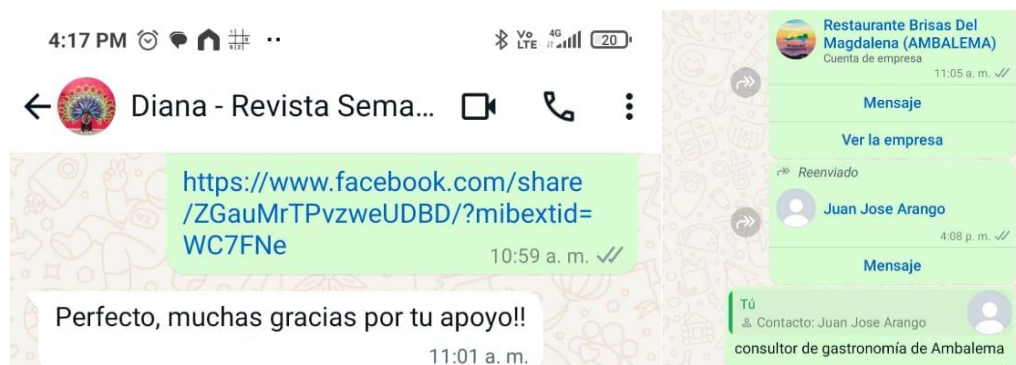 4:17 PM
Vo LTE 4G 20
Diana - Revista Sema...
https://www.facebook.com/share
/ZGauMrTPvzweUDBD/?mibextid=
WC7FNe
10:59 a. m.
Perfecto, muchas gracias por tu apoyo!!
11:01 a. m.
Restaurante Brisas Del
Magdalena (AMBALEMA)
Cuenta de empresa
11:05 a. m.
Mensaje
Ver la empresa
Reenviado
Juan Jose Arango
4:08 p. m.
Mensaje
Tú
Contacto: Juan Jose Arango
consultor de gastronomía de Ambalema